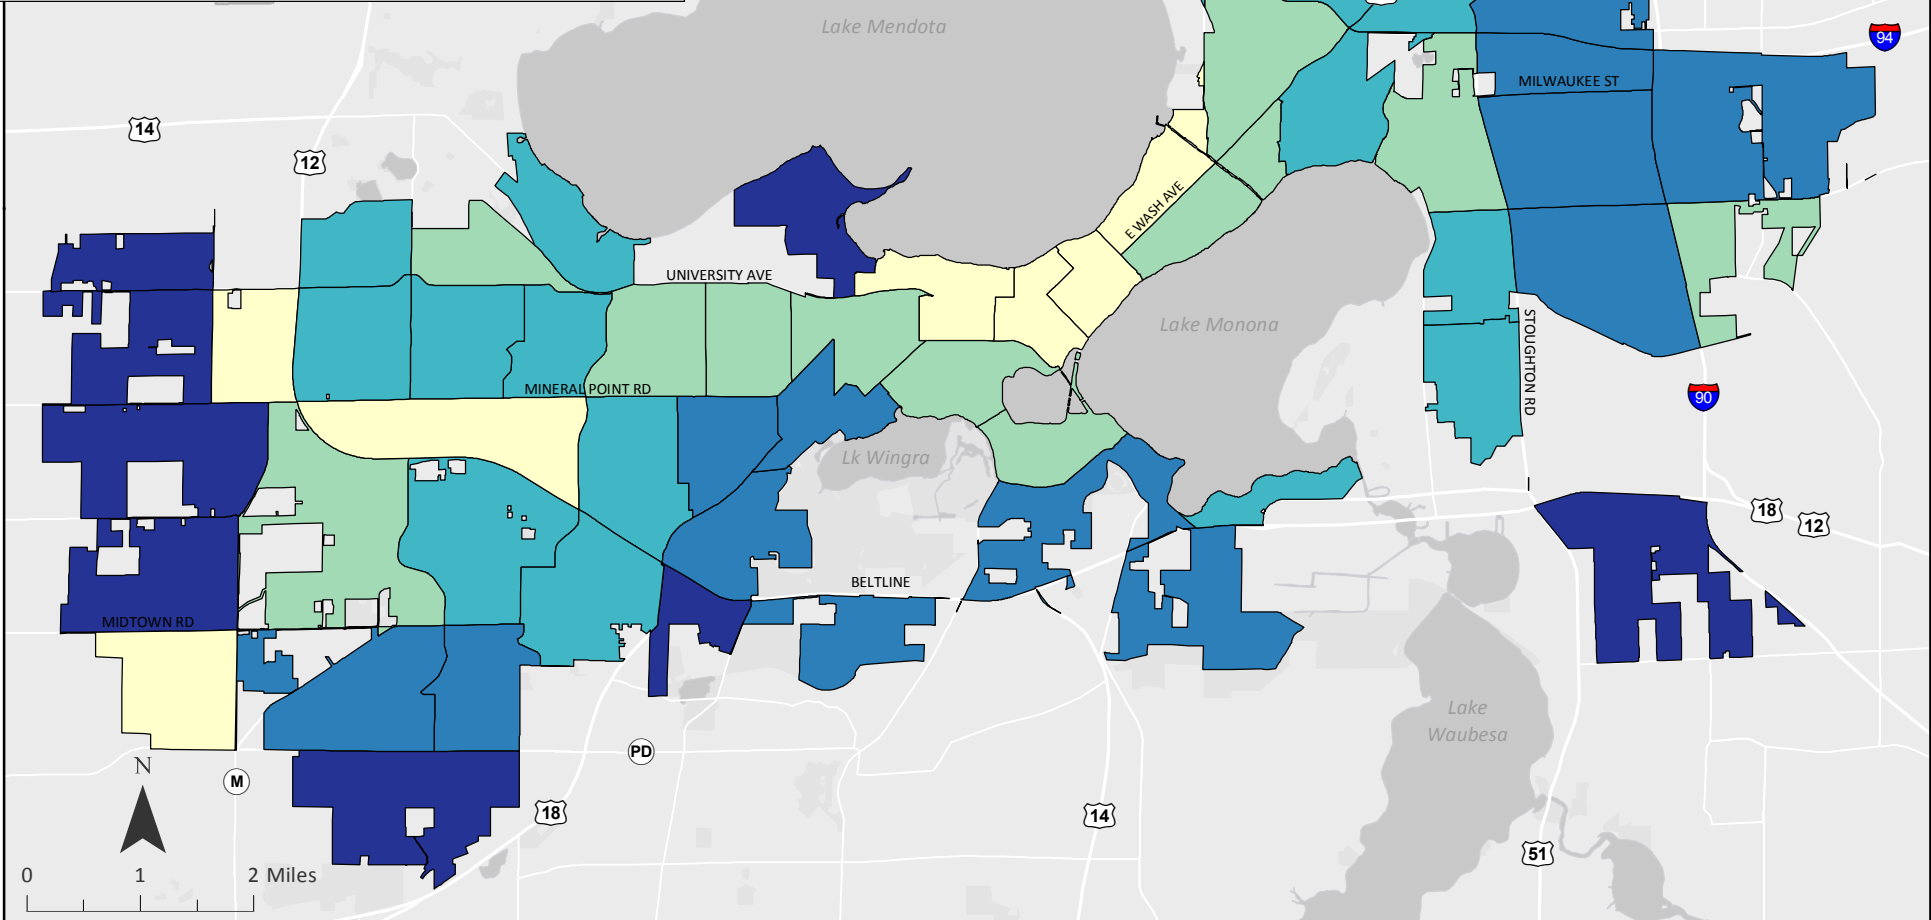 Lake Mendota
94
MILWAUKEE ST
14
12
E WASH AVE
UNIVERSITY AVE
Lake Monona
STOUGHTON RD
MINERAL POINT RD
90
Lk Wingra
18
12
BELTLINE
MIDTOWN RD
Lake
Waubesa
PD
N
M
18
14
51
0 1 2 Miles